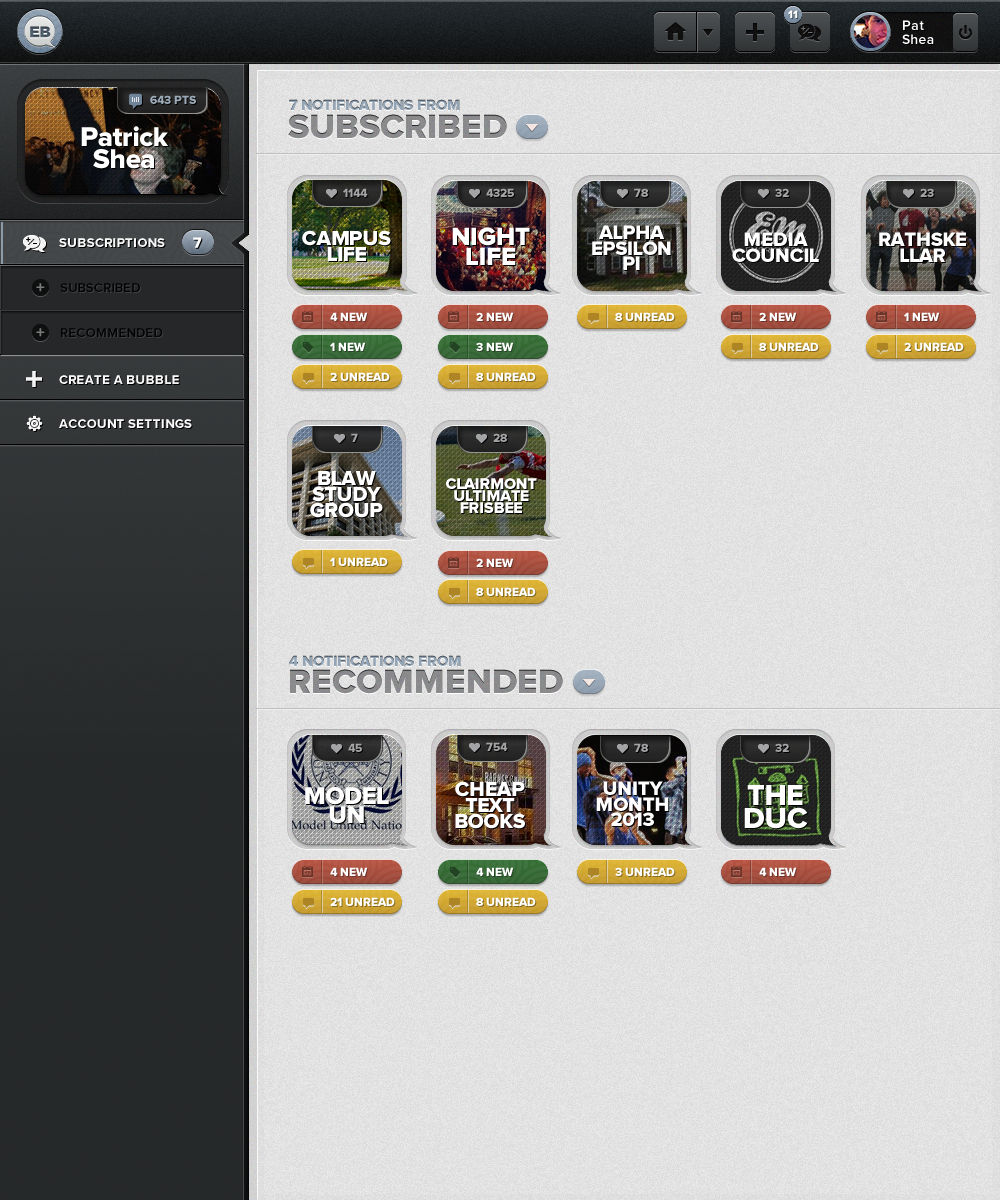 EB
11
Pat
Shea
643 PTS
Patrick
Shea
SUBSCRIPTIONS
7
SUBSCRIBED
RECOMMENDED
CREATE A BUBBLE
ACCOUNT SETTINGS
7 NOTIFICATIONS FROM
SUBSCRIBED
1144
CAMPUS
LIFE
4 NEW
1 NEW
2 UNREAD
4325
NIGHT
LIFE
2 NEW
3 NEW
8 UNREAD
78
ALPHA
EPSILON
PI
8 UNREAD
32
Em
MEDIA
COUNCIL
2 NEW
8 UNREAD
23
RATHSKE
LLAR
1 NEW
2 UNREAD
7
BLAW
STUDY
GROUP
1 UNREAD
28
CLAIRMONT
ULTIMATE
FRISBEE
2 NEW
8 UNREAD
4 NOTIFICATIONS FROM
RECOMMENDED
45
MODEL
UN
Model United Natio
4 NEW
21 UNREAD
754
CHEAP
TEXT
BOOKS
4 NEW
8 UNREAD
78
UNITY
MONTH
2013
3 UNREAD
32
THE
DUC
4 NEW